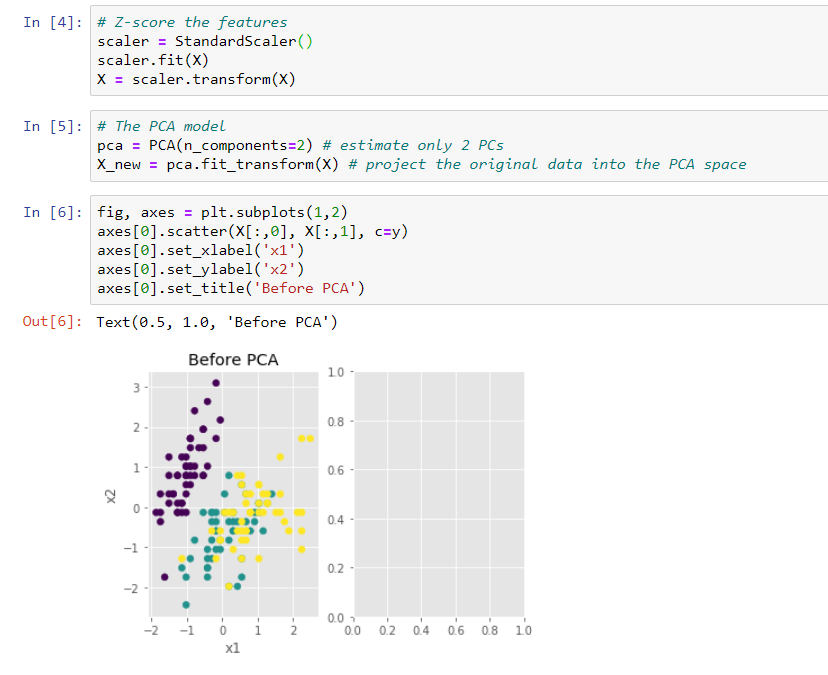 In [4]: # Z-score the features
scaler = StandardScaler()
scaler.fit(X)
X = scaler.transform(X)
In [5]: # The PCA model
pca = PCA(n_components=2) # estimate only 2 PCs
X_new = pca.fit_transform(X) # project the original data into the PCA space
In [6]: fig, axes = plt.subplots(1,2)
axes[0].scatter(X[:,0], X[:,1], c=y)
axes[0].set_xlabel('x1')
axes[0].set_ylabel('x2')
axes[0].set_title('Before PCA')
Out[6]: Text(0.5, 1.0, 'Before PCA')
Before PCA
3
2
1
0
−1
−2
x2
−2 −1 0 1 2
x1
1.0
0.8
0.6
0.4
0.2
0.0
0.0 0.2 0.4 0.6 0.8 1.0